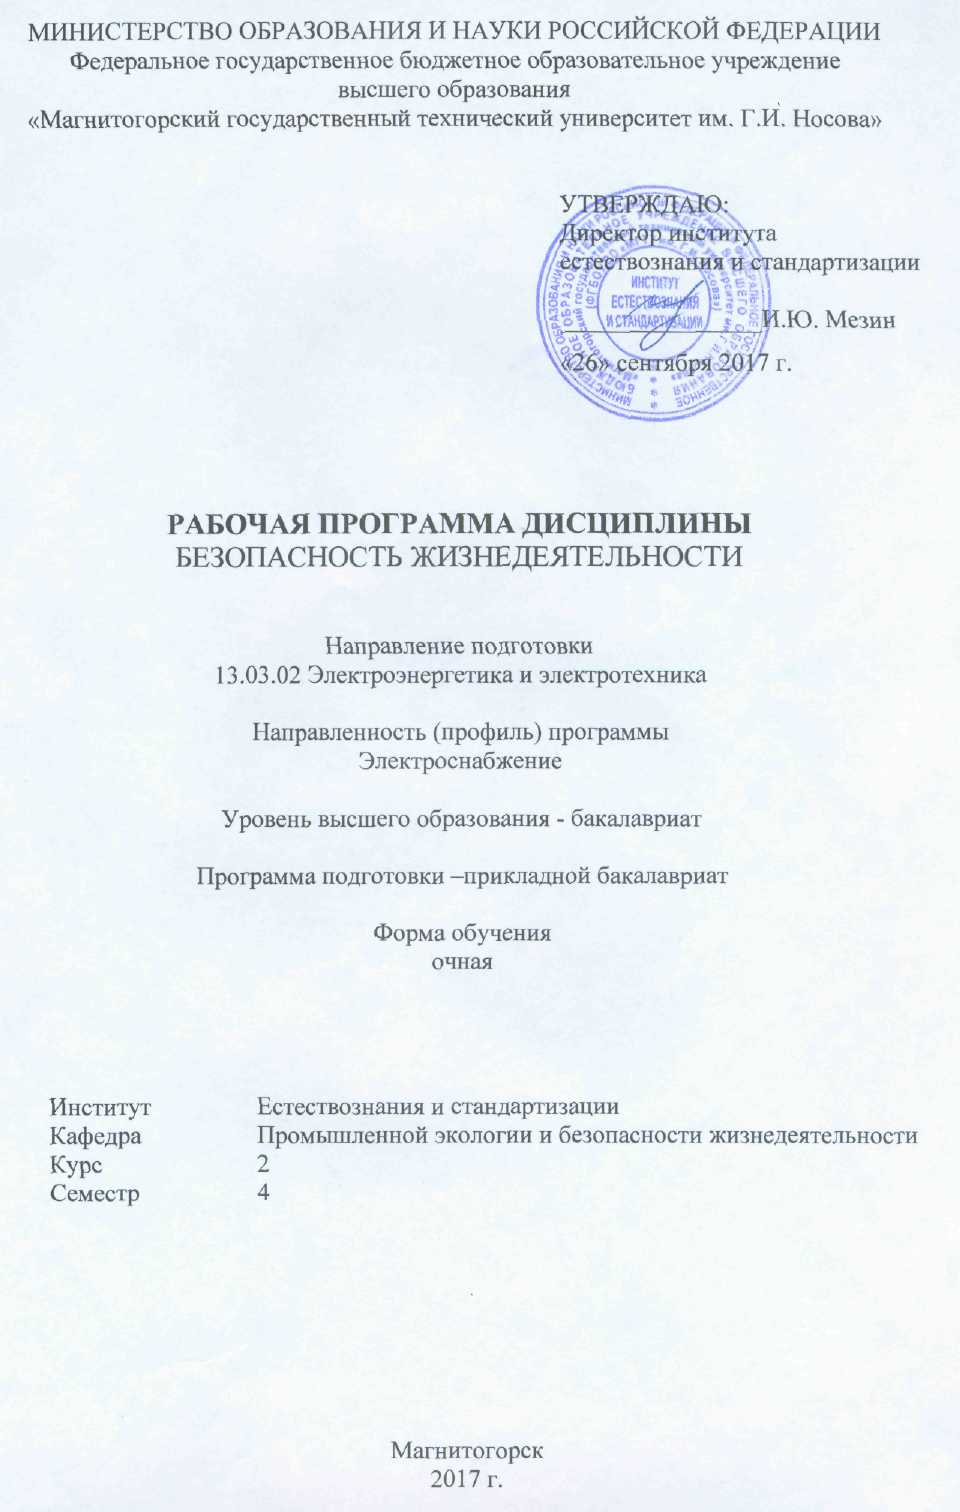 МИНИСТЕРСТВО ОБРАЗОВАНИЯ И НАУКИ РОССИЙСКОЙ ФЕДЕРАЦИИ
Федеральное государственное бюджетное образовательное учреждение
высшего образования
«Магнитогорский государственный технический университет им. Г.И. Носова»
УТВЕРЖДАЮ:
Директор института
естествознания и стандартизации
И.Ю. Мезин
«26» сентября 2017 г.
ИНСТИТУТ
ЕСТЕСТВОЗНАНИЯ
И СТАНДАРТИЗАЦИИ
РАБОЧАЯ ПРОГРАММА ДИСЦИПЛИНЫ
БЕЗОПАСНОСТЬ ЖИЗНЕДЕЯТЕЛЬНОСТИ
Направление подготовки
13.03.02 Электроэнергетика и электротехника
Направленность (профиль) программы
Электроснабжение
Уровень высшего образования - бакалавриат
Программа подготовки –прикладной бакалавриат
Форма обучения
очная
Институт Естествознания и стандартизации
Кафедра Промышленной экологии и безопасности жизнедеятельности
Курс 2
Семестр 4
Магнитогорск
2017 г.